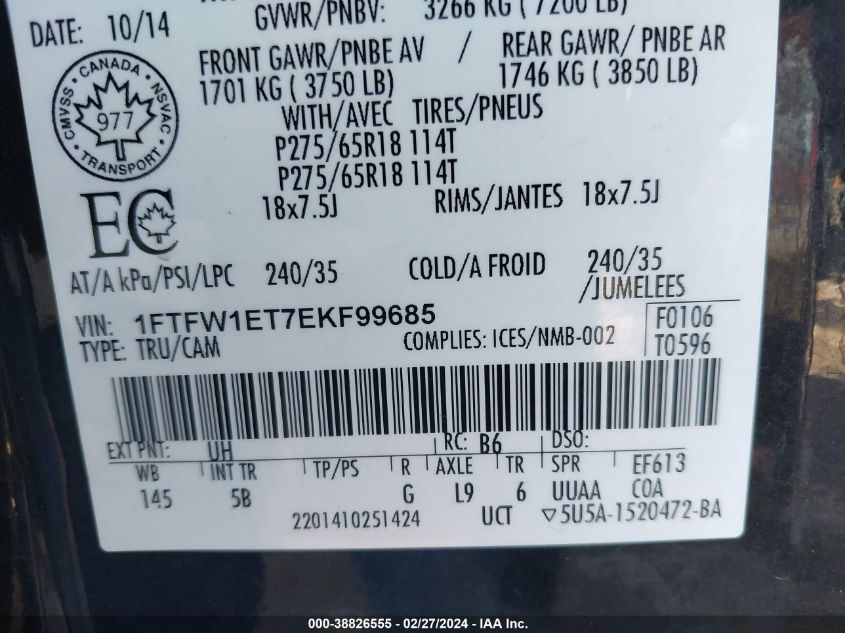 DATE: 10/14
GVWR/PNBV: 3266 KG ( 7200 LB)
FRONT GAWR/PNBE AV / REAR GAWR/ PNBE AR
1701 KG ( 3750 LB) 1746 KG ( 3850 LB)
CANADA CMVSS NSVAC TRANSPORT
977
WITH/AVEC TIRES/PNEUS
P275/65R18 114T
P275/65R18 114T
18x7.5J RIMS/JANTES 18x7.5J
EC
AT/A kPa/PSI/LPC 240/35 COLD/A FROID 240/35
/JUMELEES
VIN: 1FTFW1ET7EKF99685 F0106
TYPE: TRU/CAM COMPLIES: ICES/NMB-002 T0596
EXT PNT: UH RC: B6 DSO:
WB INT TR TP/PS R AXLE TR SPR EF613
145 5B G L9 6 UUAA COA
2201410251424 UCT ▽5U5A-1520472-BA
000-38826555 - 02/27/2024 - IAA Inc.